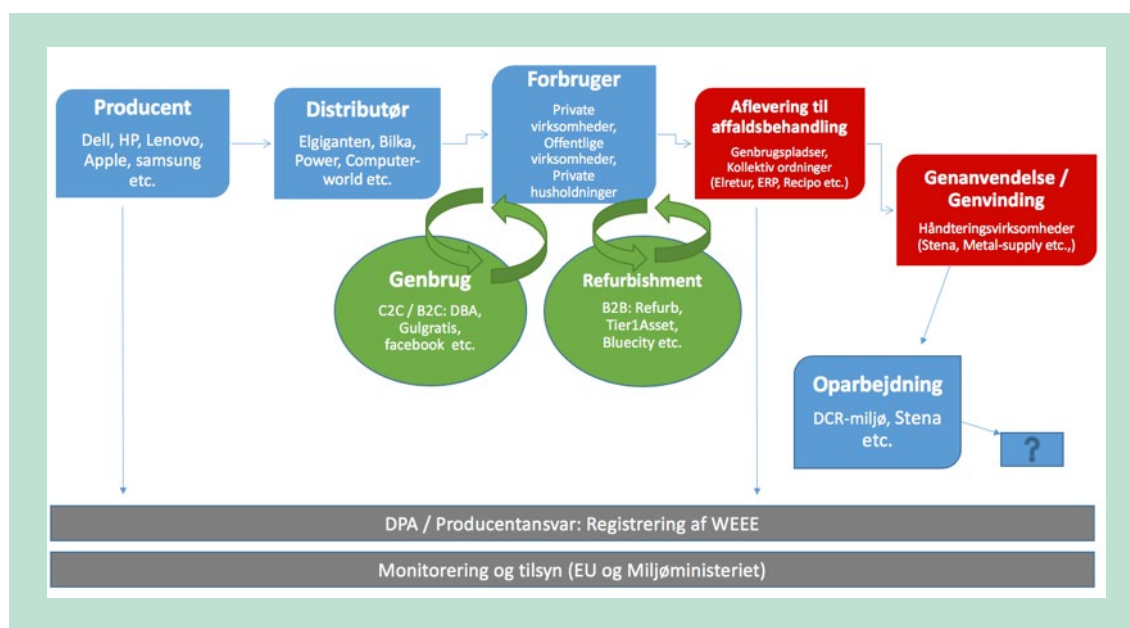 Producent
Dell, HP, Lenovo,
Apple, samsung
etc.
Distributør
Elgiganten, Bilka,
Power, Computer-
world etc.
Forbruger
Private
virksomheder,
Offentlige
virksomheder,
Private
husholdninger
Aflevering til
affaldsbehandling
Genbrugspladser,
Kollektiv ordninger
(Elretur, ERP, Recipo etc.)
Genanvendelse /
Genvinding
Håndteringsvirksomheder
(Stena, Metal-supply etc.,)
Genbrug
C2C / B2C: DBA,
Gulgratis,
facebook etc.
Refurbishment
B2B: Refurb,
Tier1Asset,
Bluecity etc.
Oparbejdning
DCR-miljø, Stena
etc.
?
DPA / Producentansvar: Registrering af WEEE
Monitorering og tilsyn (EU og Miljøministeriet)